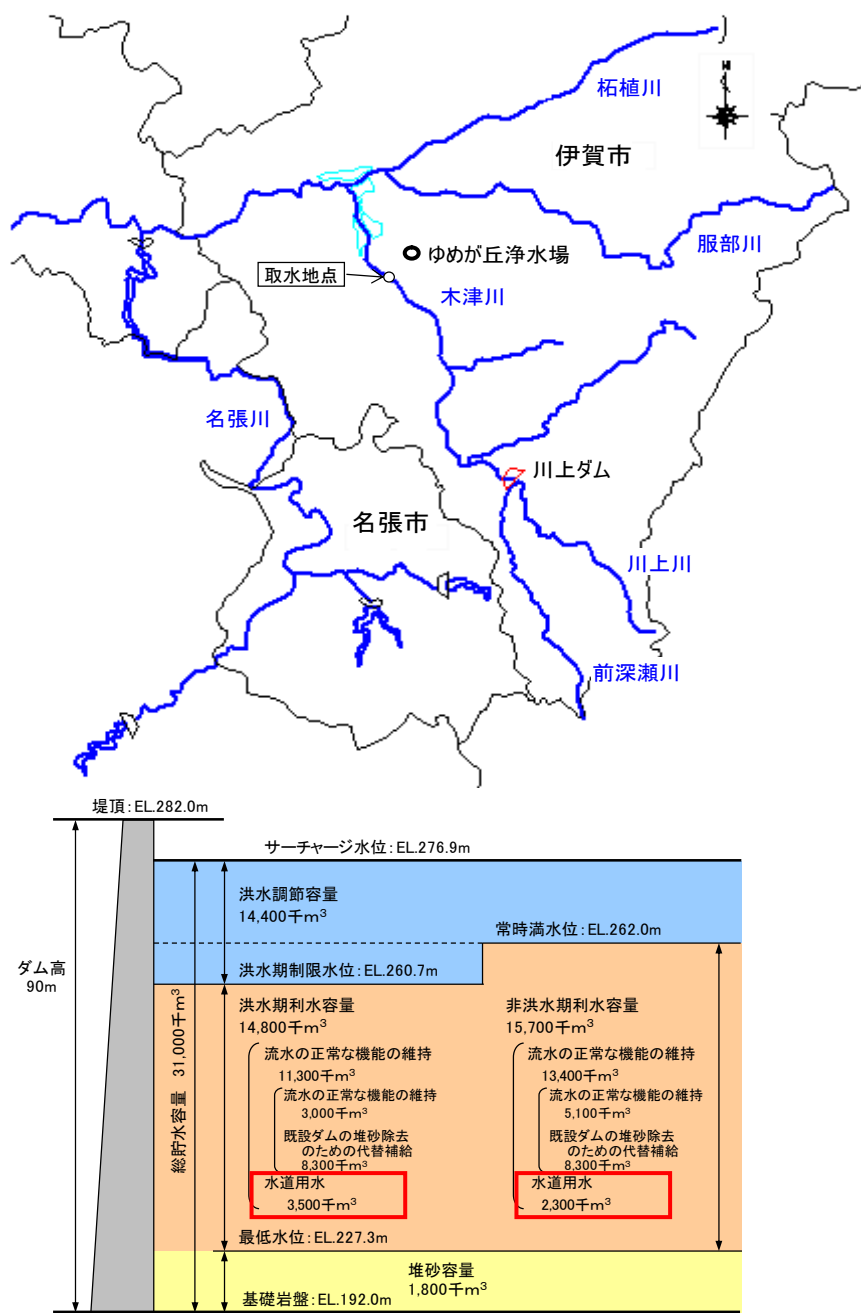 柘植川
N
伊賀市
服部川
ゆめが丘浄水場
取水地点
木津川
名張川
川上ダム
名張市
川上川
前深瀬川
堤頂:EL.282.0m
サーチャージ水位:EL.276.9m
洪水調節容量
14,400千m³
常時満水位:EL.262.0m
ダム高
90m
洪水期制限水位:EL.260.7m
総貯水容量 31,000千m³
洪水期利水容量
14,800千m³
流水の正常な機能の維持
11,300千m³
流水の正常な機能の維持
3,000千m³
既設ダムの堆砂除去
のための代替補給
8,300千m³
水道用水
3,500千m³
非洪水期利水容量
15,700千m³
流水の正常な機能の維持
13,400千m³
流水の正常な機能の維持
5,100千m³
既設ダムの堆砂除去
のための代替補給
8,300千m³
水道用水
2,300千m³
最低水位:EL.227.3m
堆砂容量
1,800千m³
基礎岩盤:EL.192.0m